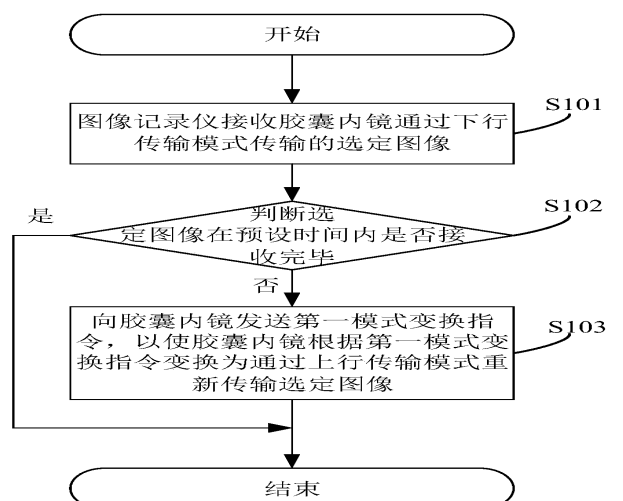 开始
S101
图像记录仪接收胶囊内镜通过下行
传输模式传输的选定图像
S102
是
判断选
定图像在预设时间内是否接
收完毕
否
S103
向胶囊内镜发送第一模式变换指
令，以使胶囊内镜根据第一模式变
换指令变换为通过上行传输模式重
新传输选定图像
结束